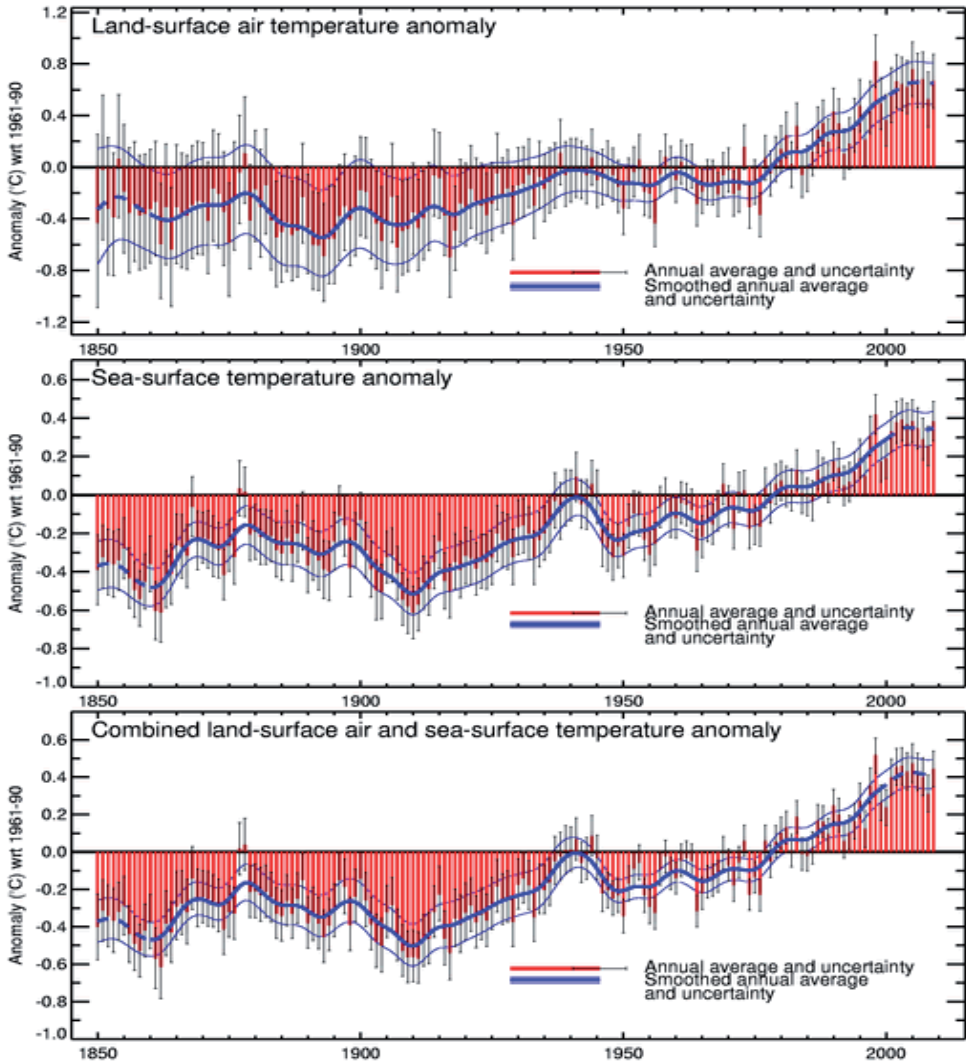 Land-surface air temperature anomaly
Anomaly (°C) wrt 1961-90
1.2
0.8
0.4
0.0
-0.4
-0.8
-1.2
Annual average and uncertainty
Smoothed annual average
and uncertainty
1850 1900 1950 2000
Sea-surface temperature anomaly
Anomaly (°C) wrt 1961-90
0.6
0.4
0.2
0.0
-0.2
-0.4
-0.6
-0.8
-1.0
Annual average and uncertainty
Smoothed annual average
and uncertainty
1850 1900 1950 2000
Combined land-surface air and sea-surface temperature anomaly
Anomaly (°C) wrt 1961-90
0.6
0.4
0.2
0.0
-0.2
-0.4
-0.6
-0.8
-1.0
Annual average and uncertainty
Smoothed annual average
and uncertainty
1850 1900 1950 2000